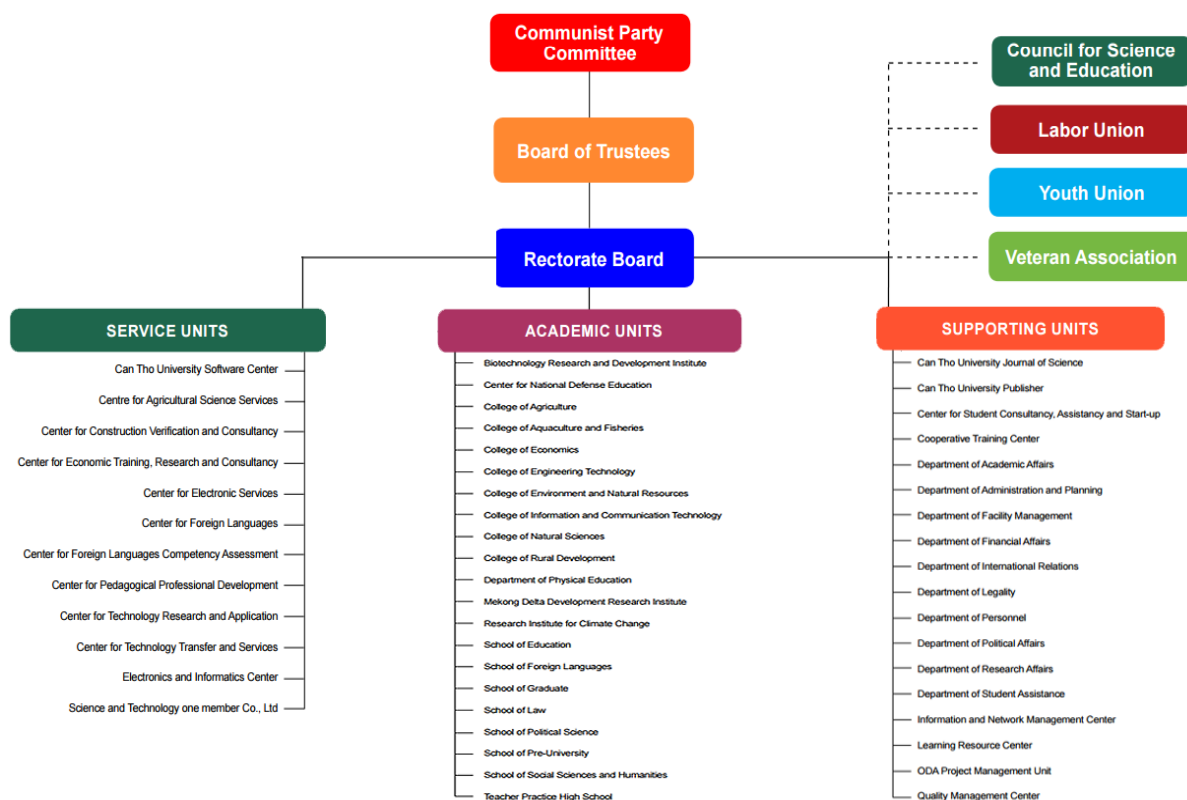 Communist Party
Committee
Council for Science
and Education
Board of Trustees
Labor Union
Youth Union
Rectorate Board
Veteran Association
SERVICE UNITS
Can Tho University Software Center
Centre for Agricultural Science Services
Center for Construction Verification and Consultancy
Center for Economic Training, Research and Consultancy
Center for Electronic Services
Center for Foreign Languages
Center for Foreign Languages Competency Assessment
Center for Pedagogical Professional Development
Center for Technology Research and Application
Center for Technology Transfer and Services
Electronics and Informatics Center
Science and Technology one member Co., Ltd
ACADEMIC UNITS
Biotechnology Research and Development Institute
Center for National Defense Education
College of Agriculture
College of Aquaculture and Fisheries
College of Economics
College of Engineering Technology
College of Environment and Natural Resources
College of Information and Communication Technology
College of Natural Sciences
College of Rural Development
Department of Physical Education
Mekong Delta Development Research Institute
Research Institute for Climate Change
School of Education
School of Foreign Languages
School of Graduate
School of Law
School of Political Science
School of Pre-University
School of Social Sciences and Humanities
Teacher Practice High School
SUPPORTING UNITS
Can Tho University Journal of Science
Can Tho University Publisher
Center for Student Consultancy, Assistancy and Start-up
Cooperative Training Center
Department of Academic Affairs
Department of Administration and Planning
Department of Facility Management
Department of Financial Affairs
Department of International Relations
Department of Legality
Department of Personnel
Department of Political Affairs
Department of Research Affairs
Department of Student Assistance
Information and Network Management Center
Learning Resource Center
ODA Project Management Unit
Quality Management Center